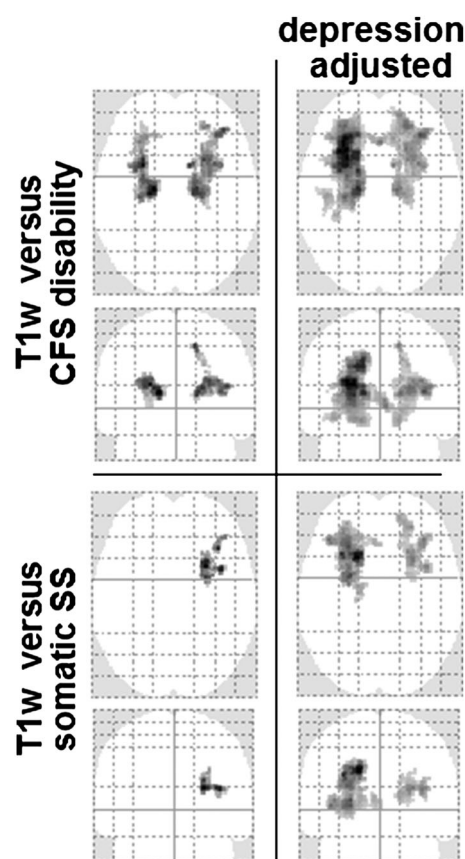 depression
adjusted
T1w versus
CFS disability
T1w versus
somatic SS